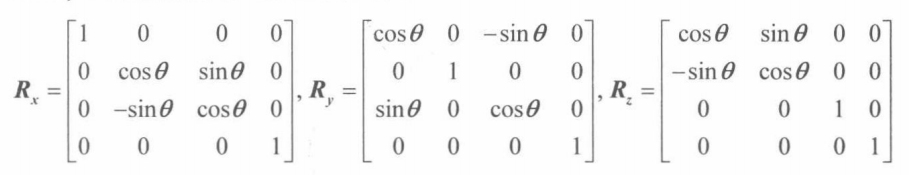 R_x = [1 0 0 0; 0 cosθ sinθ 0; 0 −sinθ cosθ 0; 0 0 0 1], R_y = [cosθ 0 −sinθ 0; 0 1 0 0; sinθ 0 cosθ 0; 0 0 0 1], R_z = [cosθ sinθ 0 0; −sinθ cosθ 0 0; 0 0 1 0; 0 0 0 1]